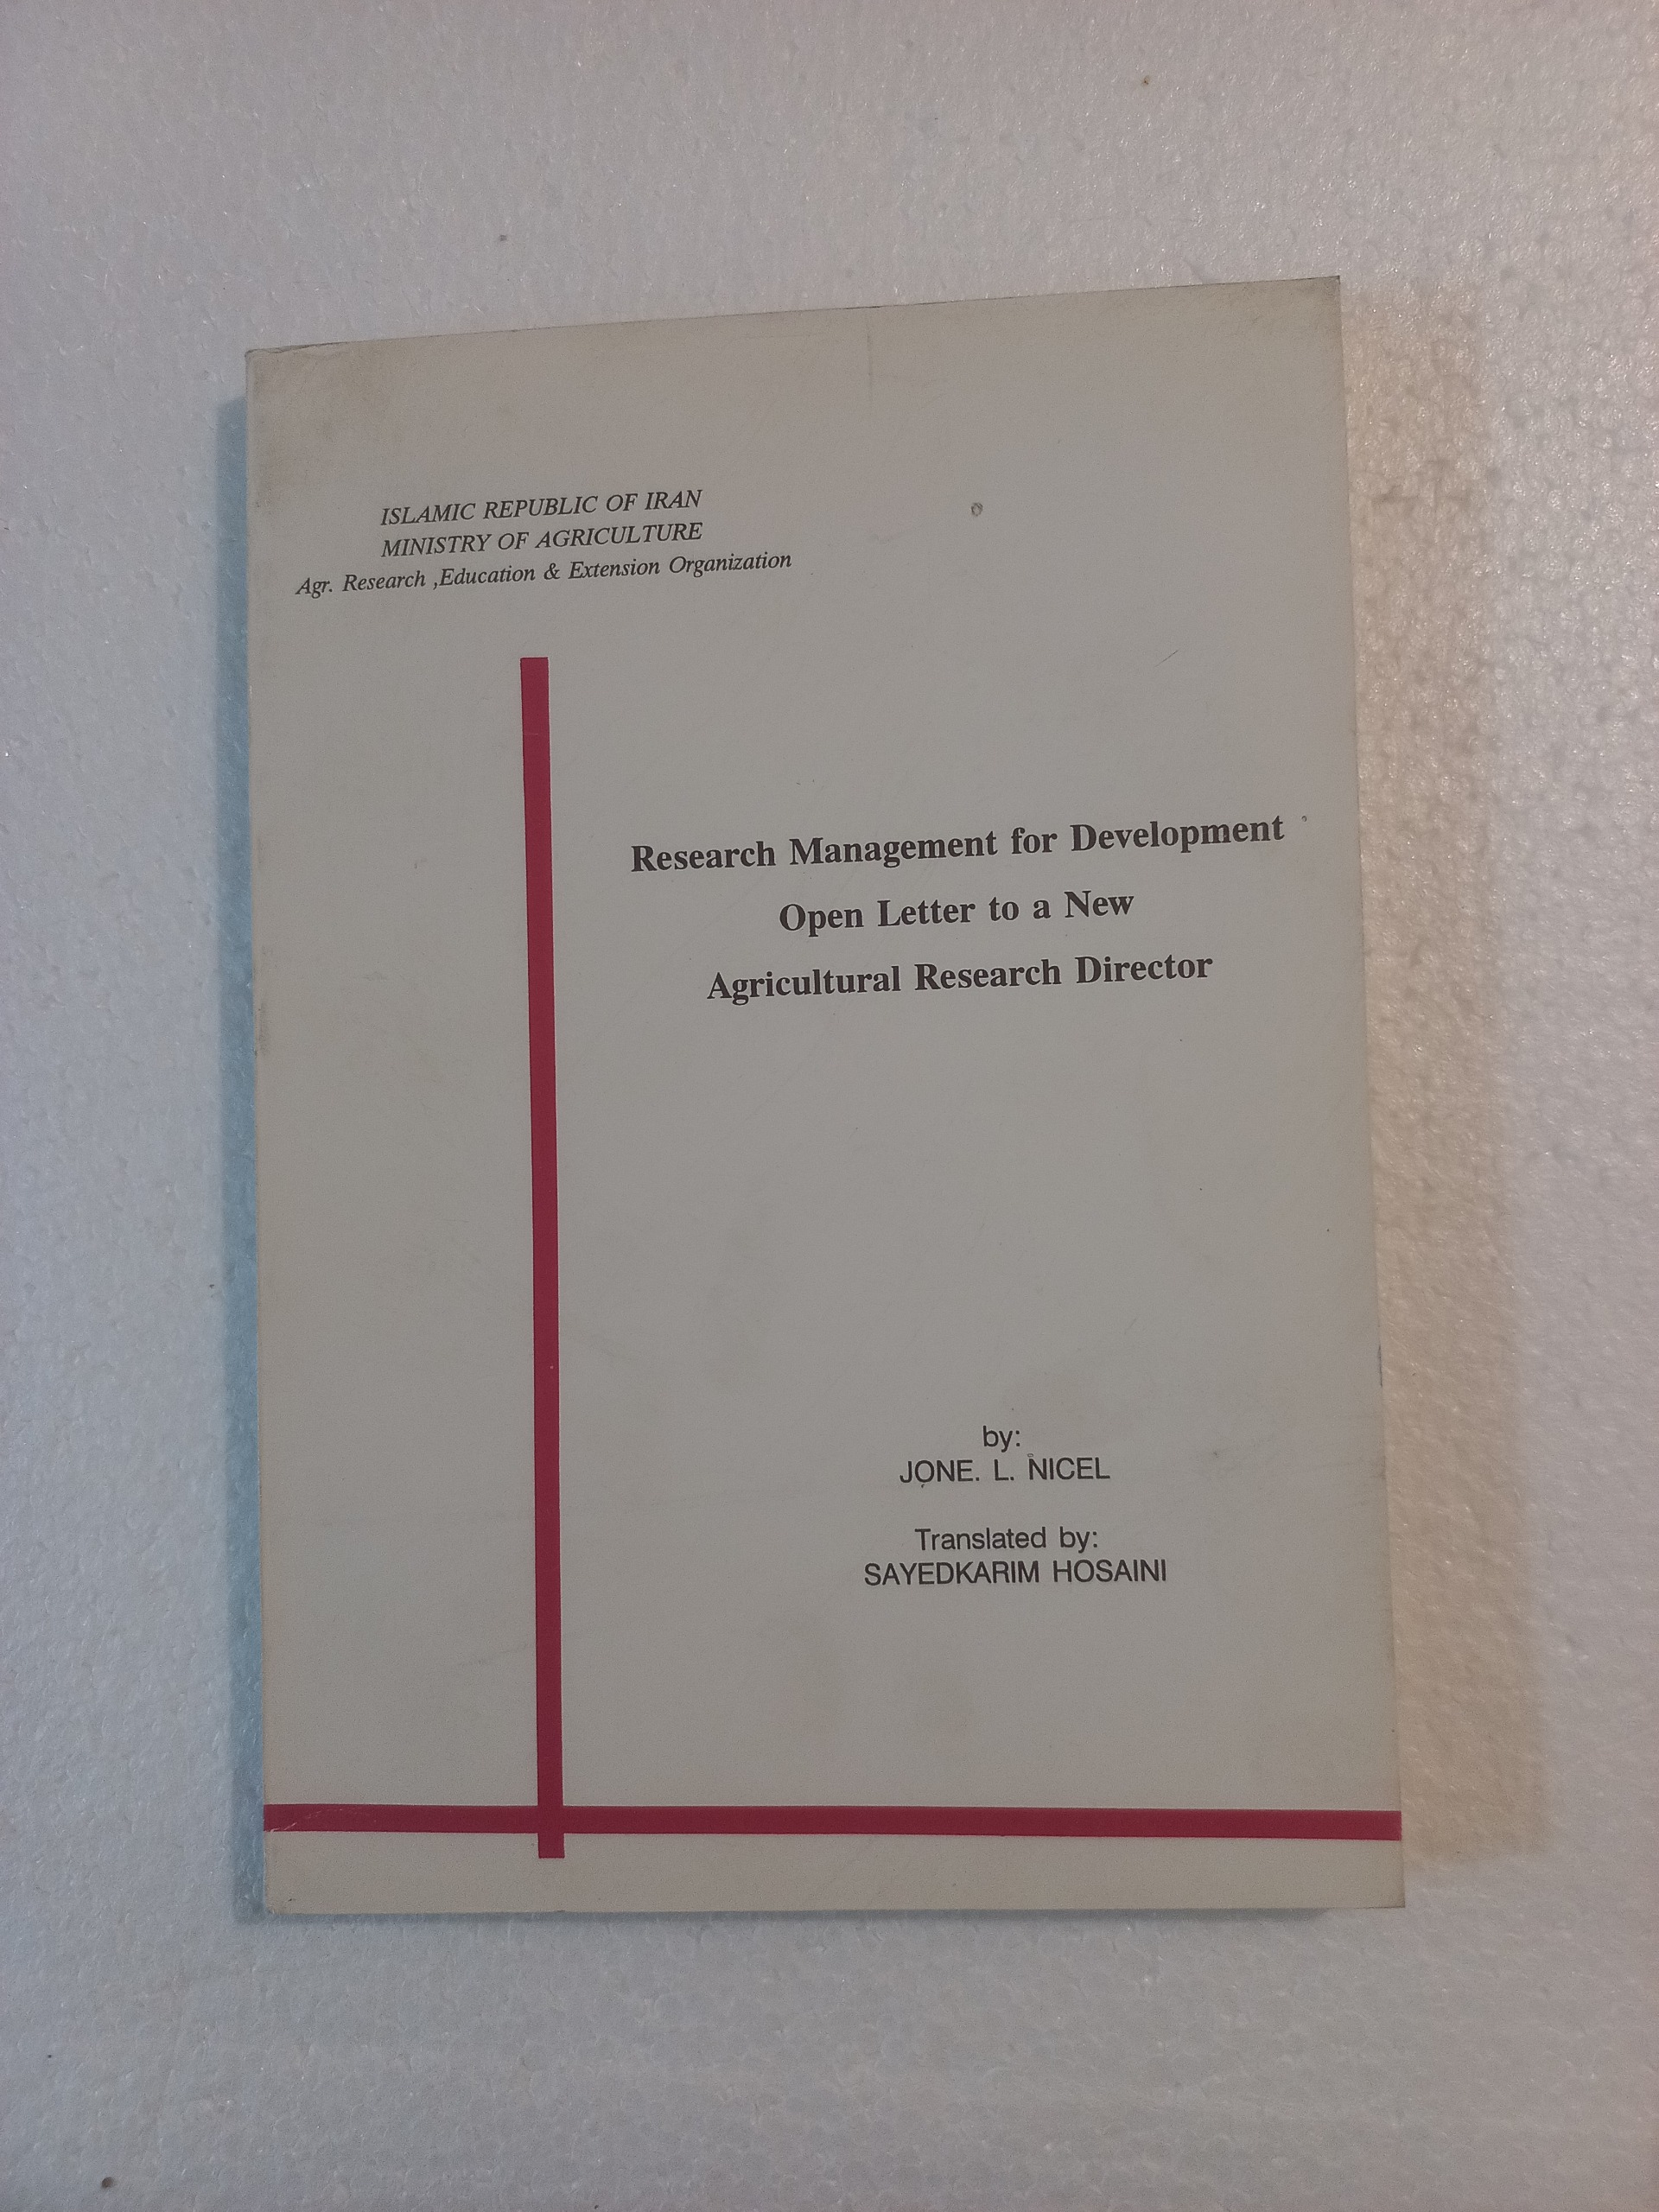 ISLAMIC REPUBLIC OF IRAN
MINISTRY OF AGRICULTURE
Agr. Research ,Education & Extension Organization
Research Management for Development
Open Letter to a New
Agricultural Research Director
by:
JONE. L. NICEL
Translated by:
SAYEDKARIM HOSAINI